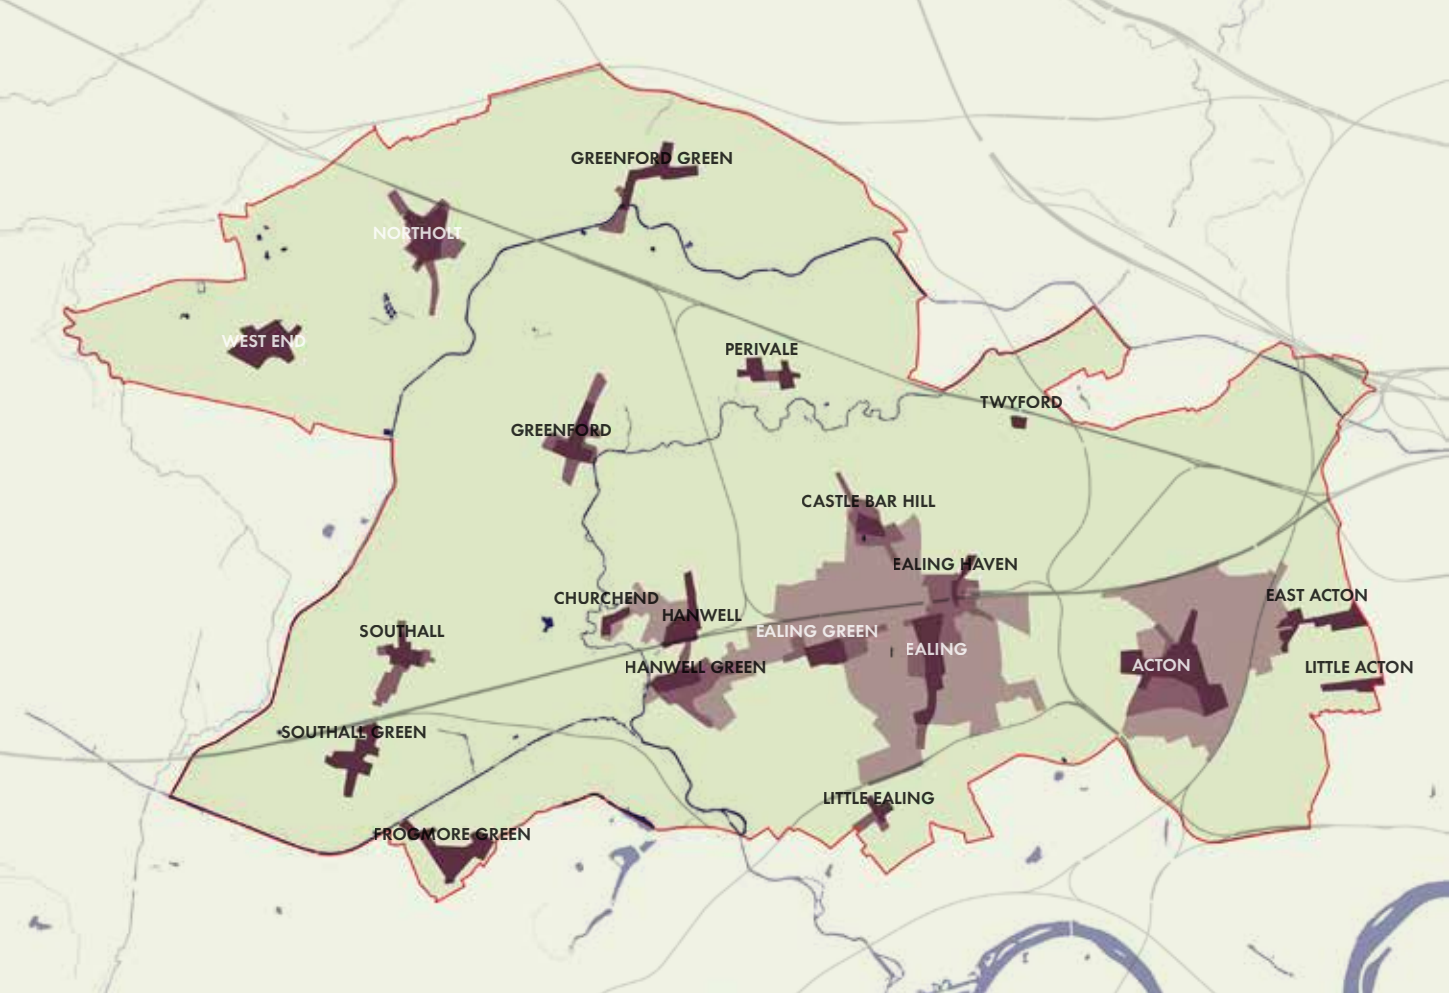 GREENFORD GREEN
NORTHOLT
WEST END
PERIVALE
TWYFORD
GREENFORD
CASTLE BAR HILL
EALING HAVEN
CHURCHEND
HANWELL
EAST ACTON
SOUTHALL
EALING GREEN
EALING
HANWELL GREEN
ACTON
LITTLE ACTON
SOUTHALL GREEN
LITTLE EALING
FROGMORE GREEN